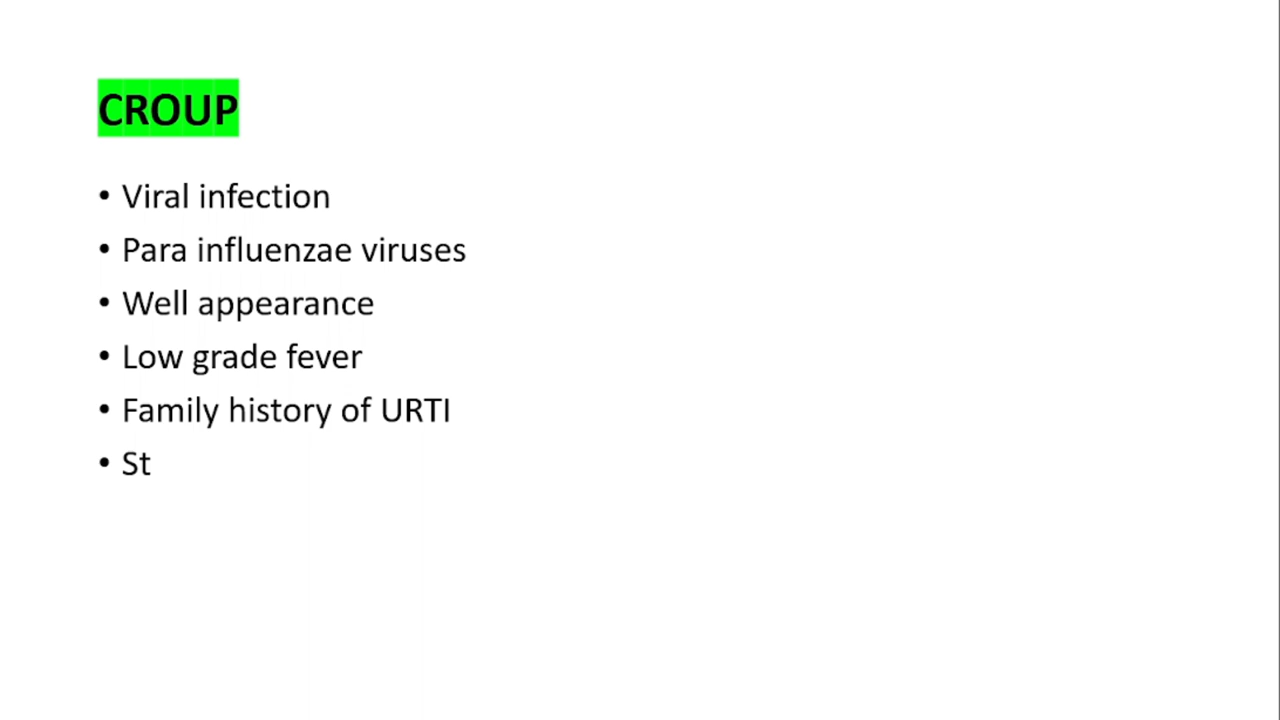 CROUP
• Viral infection
• Para influenzae viruses
• Well appearance
• Low grade fever
• Family history of URTI
• St